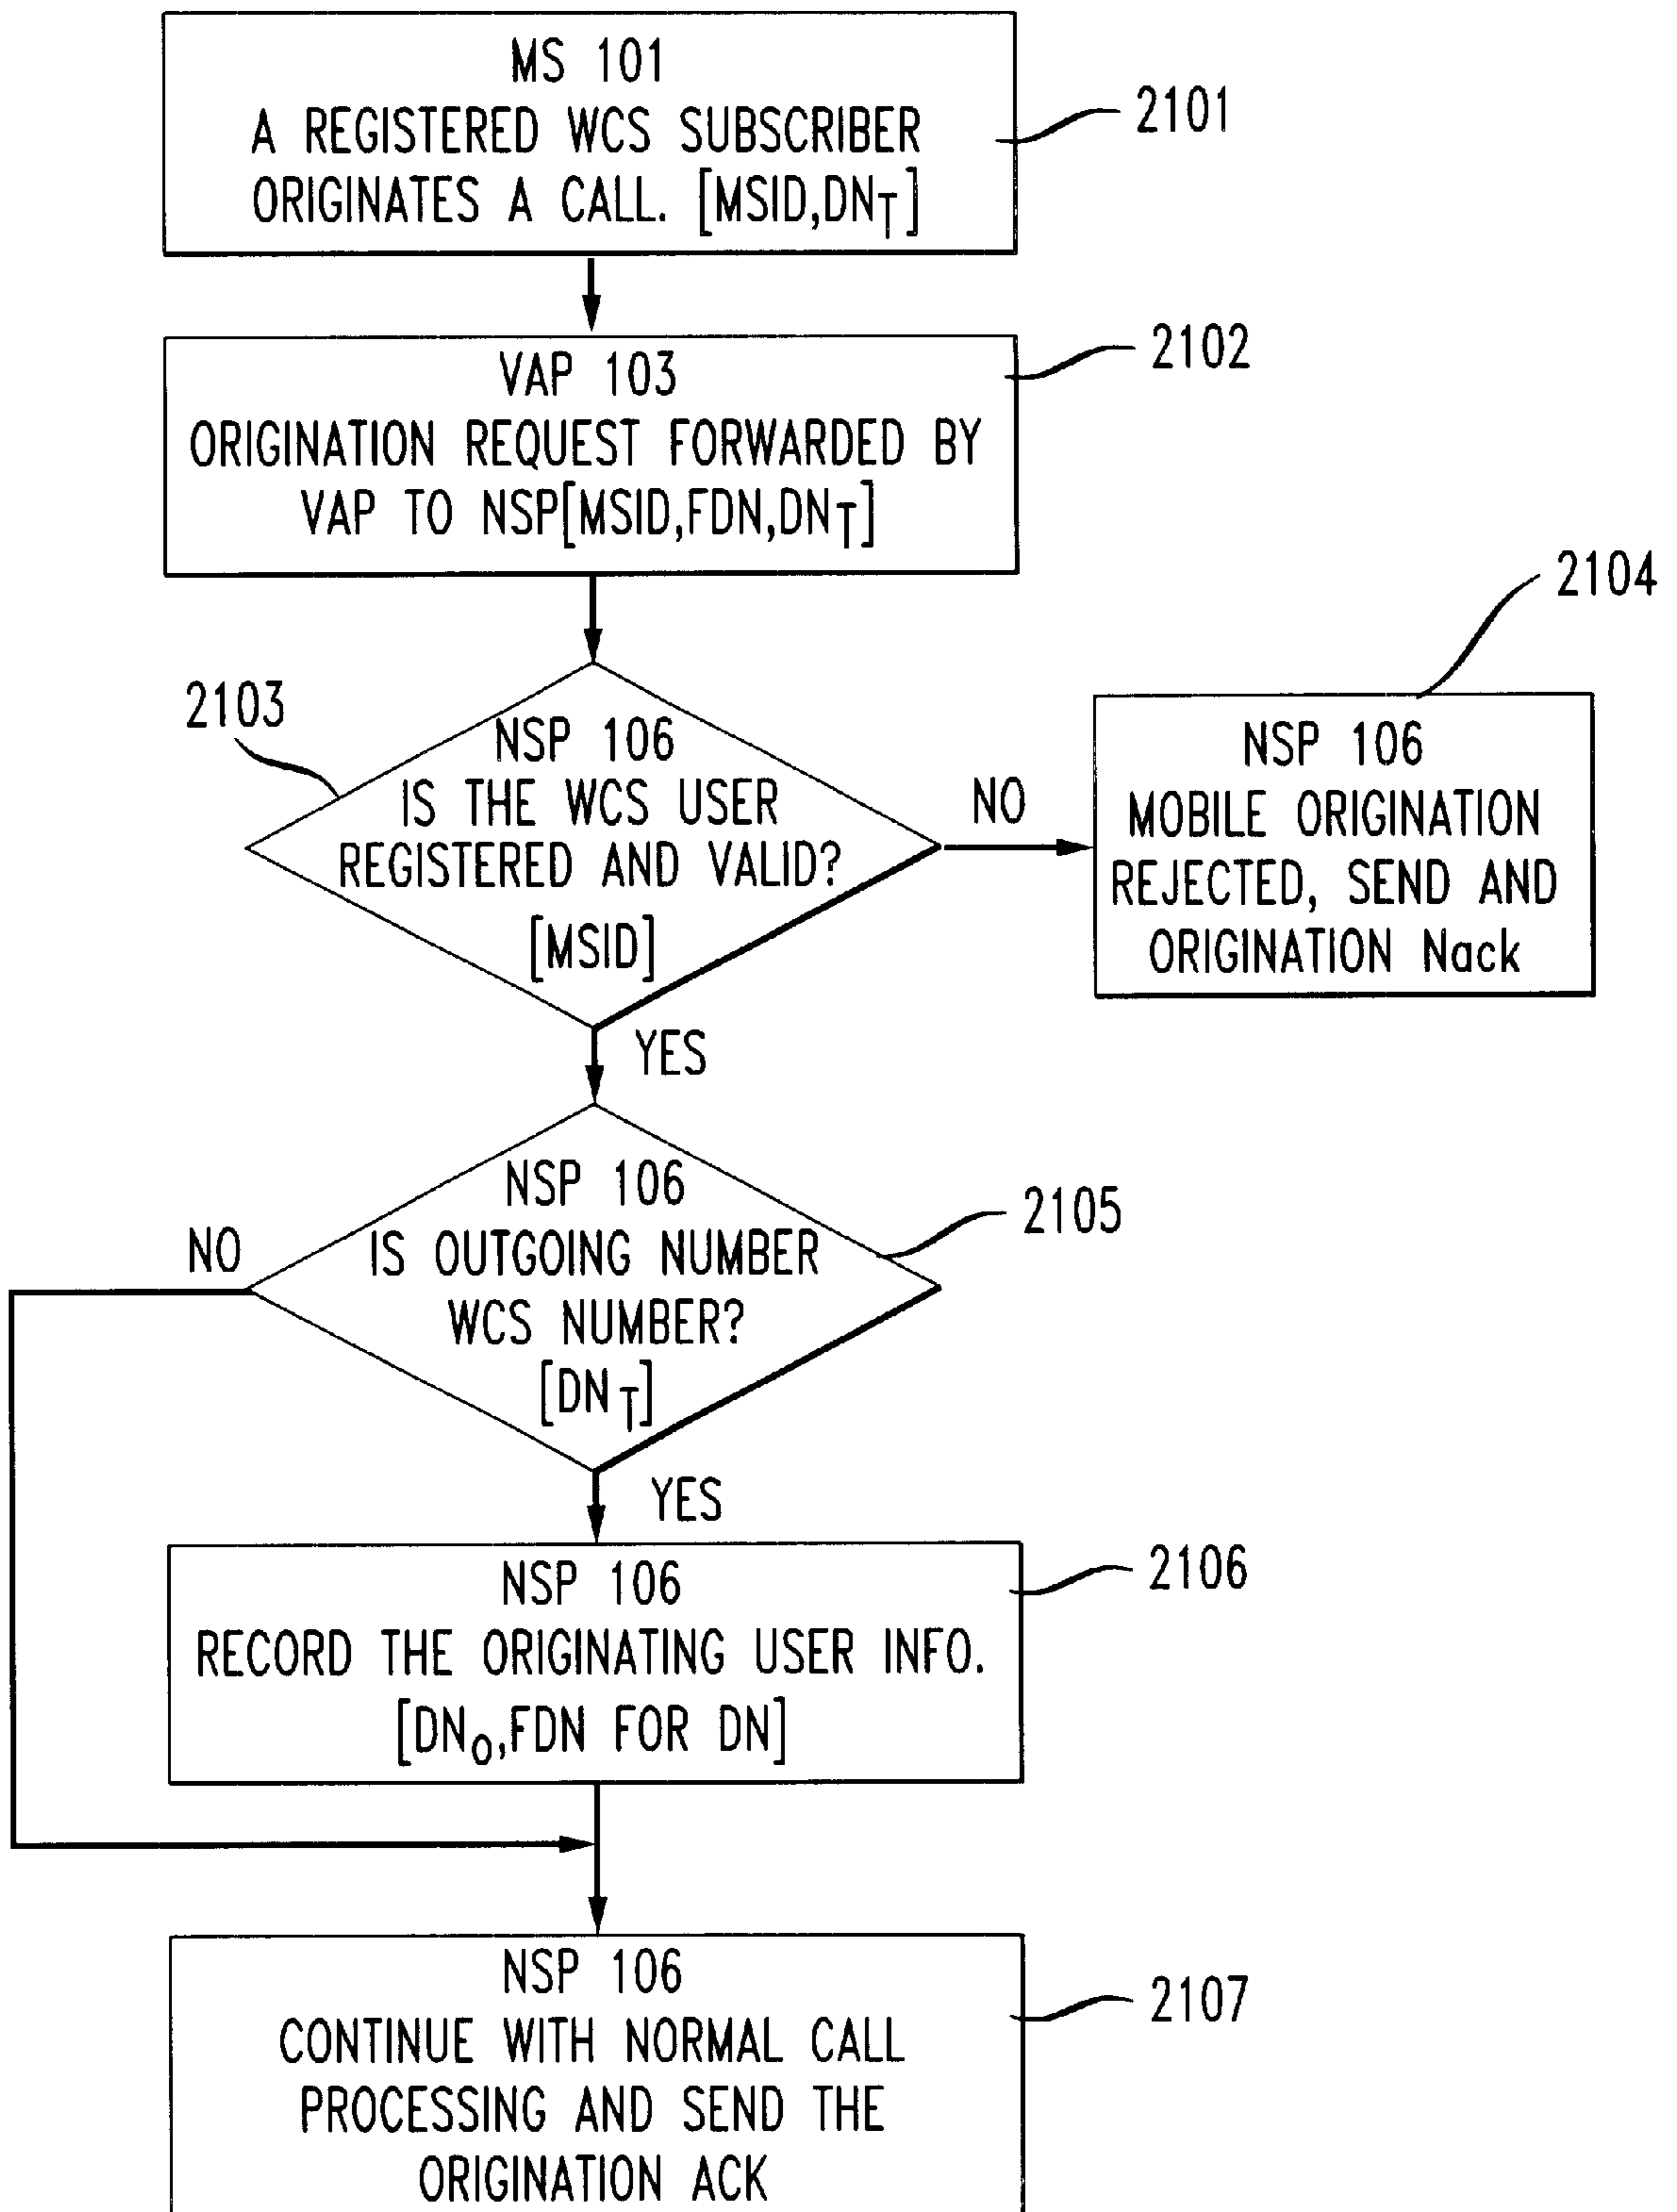 MS 101
A REGISTERED WCS SUBSCRIBER
ORIGINATES A CALL. [MSID,DN_T]
2101
VAP 103
ORIGINATION REQUEST FORWARDED BY
VAP TO NSP[MSID,FDN,DN_T]
2102
2103
NSP 106
IS THE WCS USER
REGISTERED AND VALID?
[MSID]
NO
YES
2104
NSP 106
MOBILE ORIGINATION
REJECTED, SEND AND
ORIGINATION Nack
NSP 106
IS OUTGOING NUMBER
WCS NUMBER?
[DN_T]
2105
NO
YES
NSP 106
RECORD THE ORIGINATING USER INFO.
[DN_O,FDN FOR DN]
2106
NSP 106
CONTINUE WITH NORMAL CALL
PROCESSING AND SEND THE
ORIGINATION ACK
2107